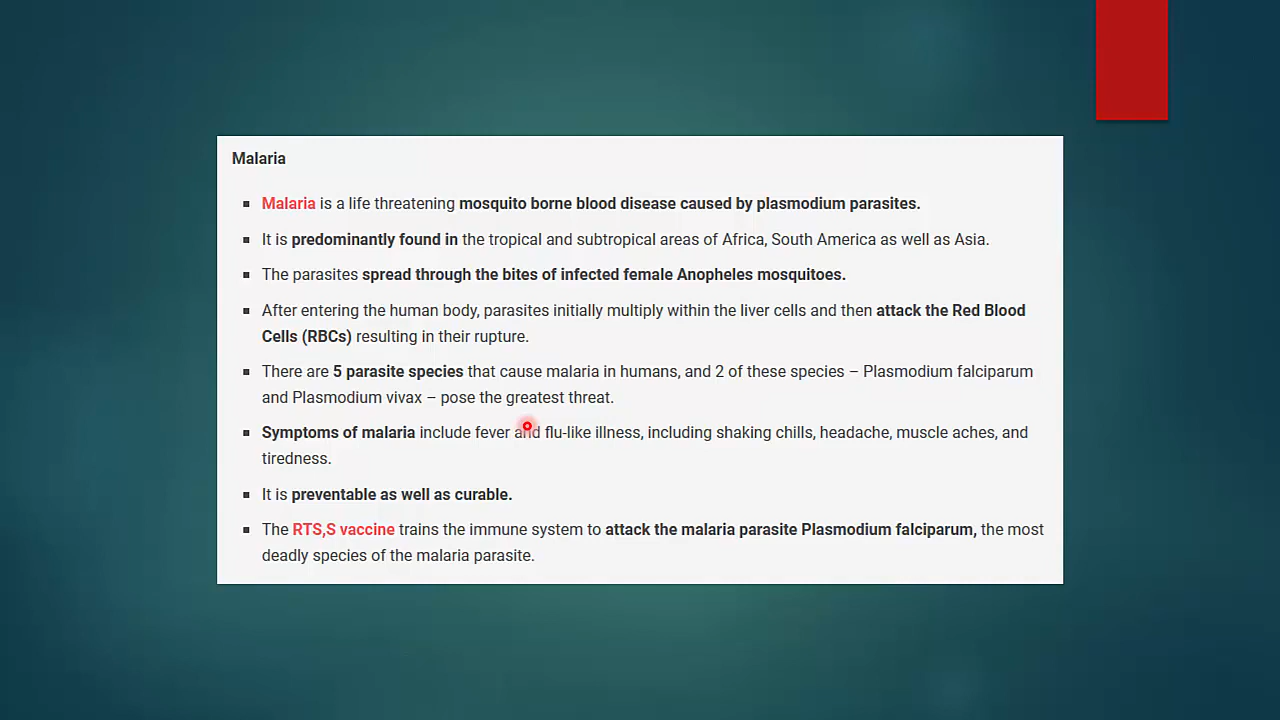 Malaria
Malaria is a life threatening mosquito borne blood disease caused by plasmodium parasites.
It is predominantly found in the tropical and subtropical areas of Africa, South America as well as Asia.
The parasites spread through the bites of infected female Anopheles mosquitoes.
After entering the human body, parasites initially multiply within the liver cells and then attack the Red Blood
Cells (RBCs) resulting in their rupture.
There are 5 parasite species that cause malaria in humans, and 2 of these species – Plasmodium falciparum
and Plasmodium vivax – pose the greatest threat.
Symptoms of malaria include fever and flu-like illness, including shaking chills, headache, muscle aches, and
tiredness.
It is preventable as well as curable.
The RTS,S vaccine trains the immune system to attack the malaria parasite Plasmodium falciparum, the most
deadly species of the malaria parasite.